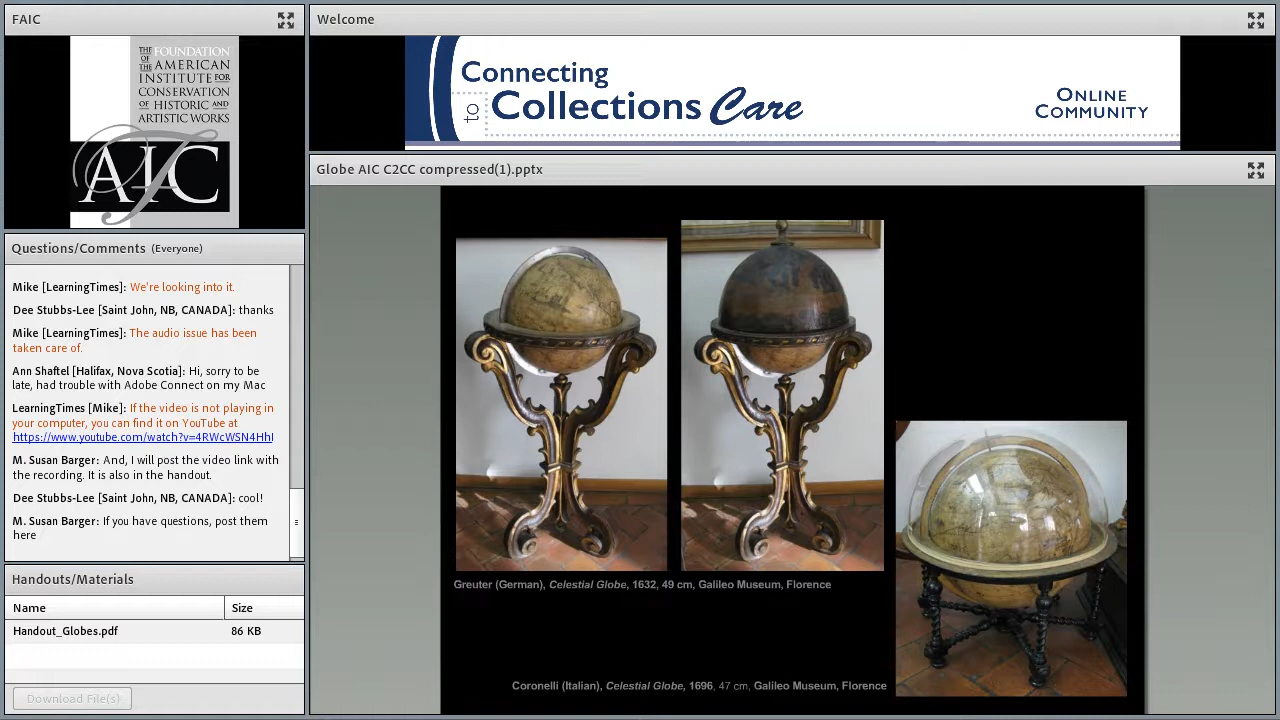 FAIC
THE FOUNDATION
OF THE AMERICAN
INSTITUTE FOR
CONSERVATION
OF HISTORIC AND
ARTISTIC WORKS
AIC
Questions/Comments (Everyone)
Mike [LearningTimes]: We're looking into it.
Dee Stubbs-Lee [Saint John, NB, CANADA]: thanks
Mike [LearningTimes]: The audio issue has been
taken care of.
Ann Shaftel [Halifax, Nova Scotia]: Hi, sorry to be
late, had trouble with Adobe Connect on my Mac
LearningTimes [Mike]: If the video is not playing in
your computer, you can find it on YouTube at
https://www.youtube.com/watch?v=4RWcWSN4HhI
M. Susan Barger: And, I will post the video link with
the recording. It is also in the handout.
Dee Stubbs-Lee [Saint John, NB, CANADA]: cool!
M. Susan Barger: If you have questions, post them
here
Handouts/Materials
Name Size
Handout_Globes.pdf 86 KB
Download File(s)
Welcome
Connecting
to Collections Care
ONLINE
COMMUNITY
Globe AIC C2CC compressed(1).pptx
Greuter (German), Celestial Globe, 1632, 49 cm, Galileo Museum, Florence
Coronelli (Italian), Celestial Globe, 1696, 47 cm, Galileo Museum, Florence